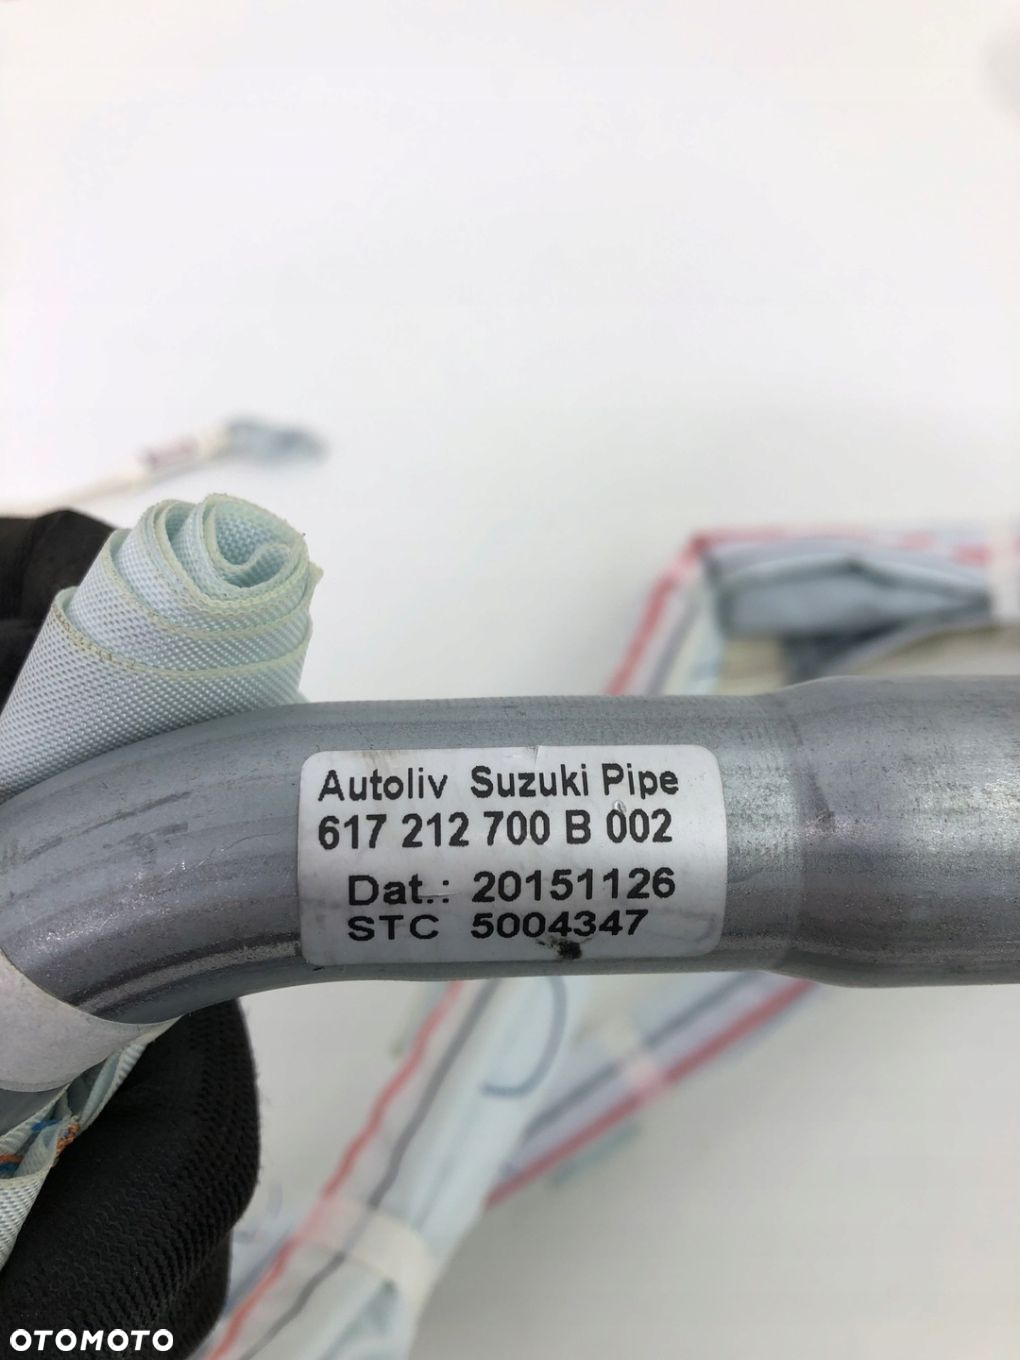 Autoliv Suzuki Pipe
617 212 700 B 002
Dat.: 20151126
STC 5004347
OTOMOTO